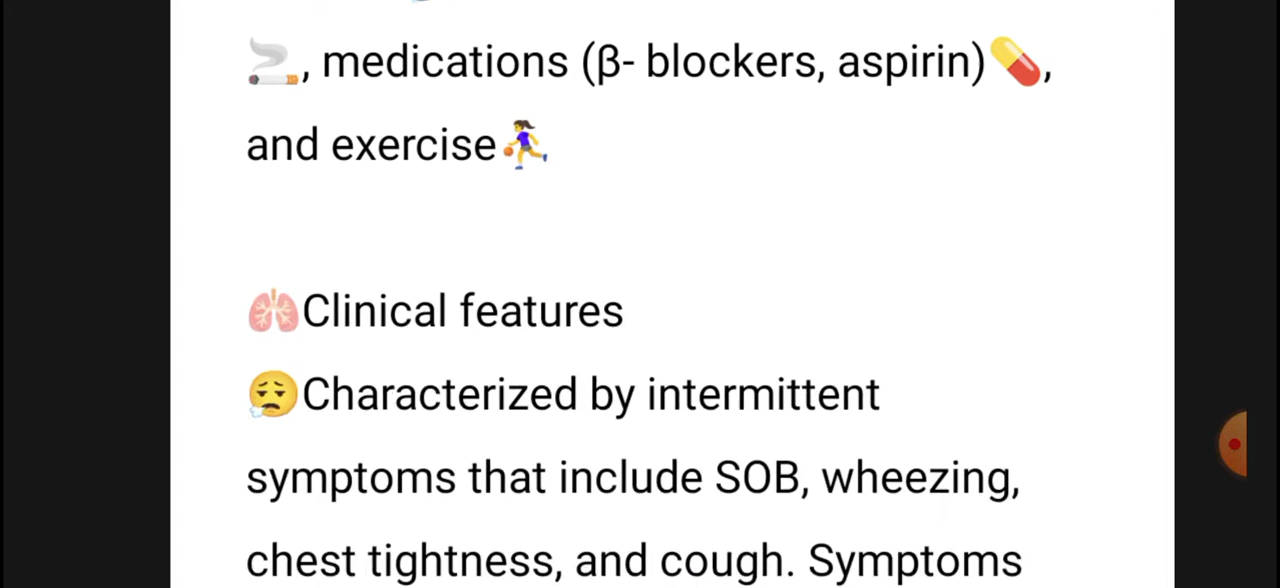 🚬, medications (β- blockers, aspirin)💊,
and exercise⛹️‍♀️
🫁Clinical features
😮‍💨Characterized by intermittent
symptoms that include SOB, wheezing,
chest tightness, and cough. Symptoms